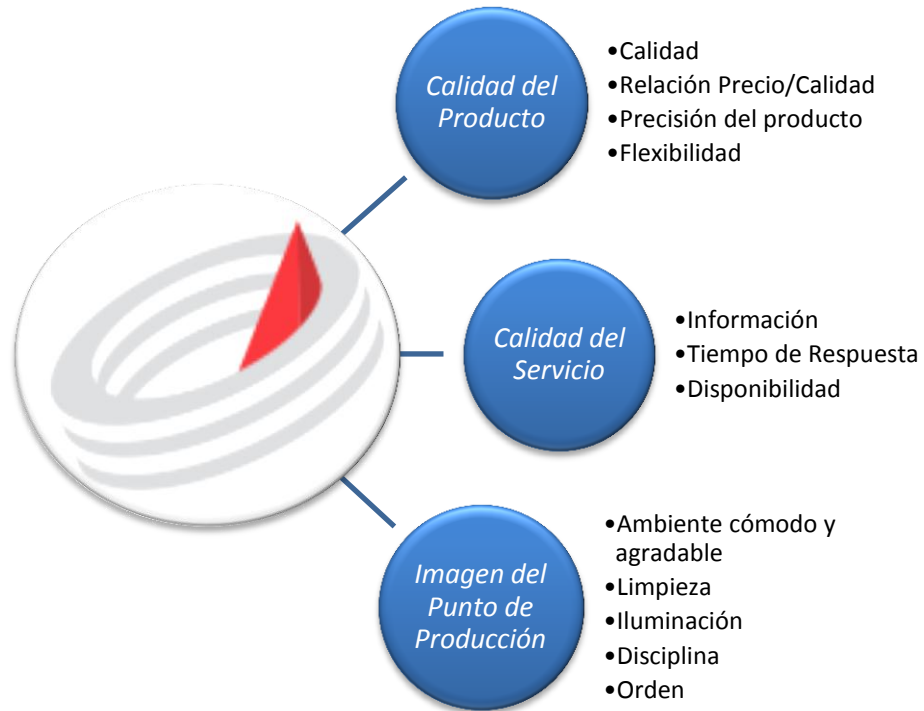 Calidad del
Producto
•Calidad
•Relación Precio/Calidad
•Precisión del producto
•Flexibilidad
Calidad del
Servicio
•Información
•Tiempo de Respuesta
•Disponibilidad
Imagen del
Punto de
Producción
•Ambiente cómodo y
agradable
•Limpieza
•Iluminación
•Disciplina
•Orden